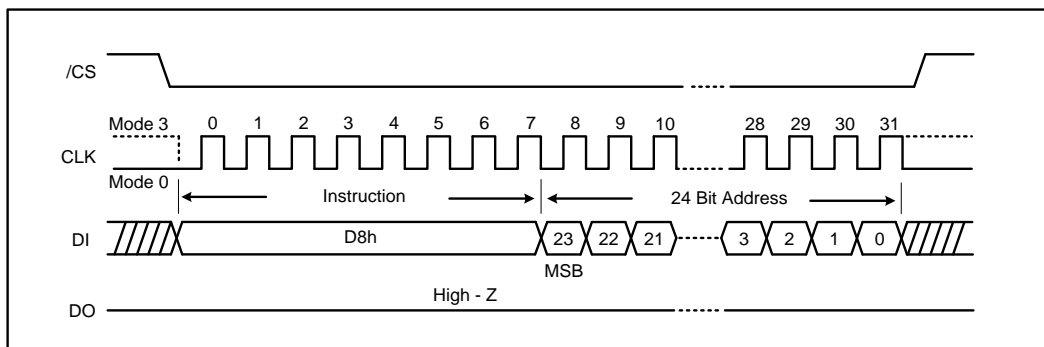 /CS
Mode 3 0 1 2 3 4 5 6 7 8 9 10 28 29 30 31
CLK
Mode 0
Instruction 24 Bit Address
DI D8h 23 22 21 3 2 1 0
MSB
High - Z
DO